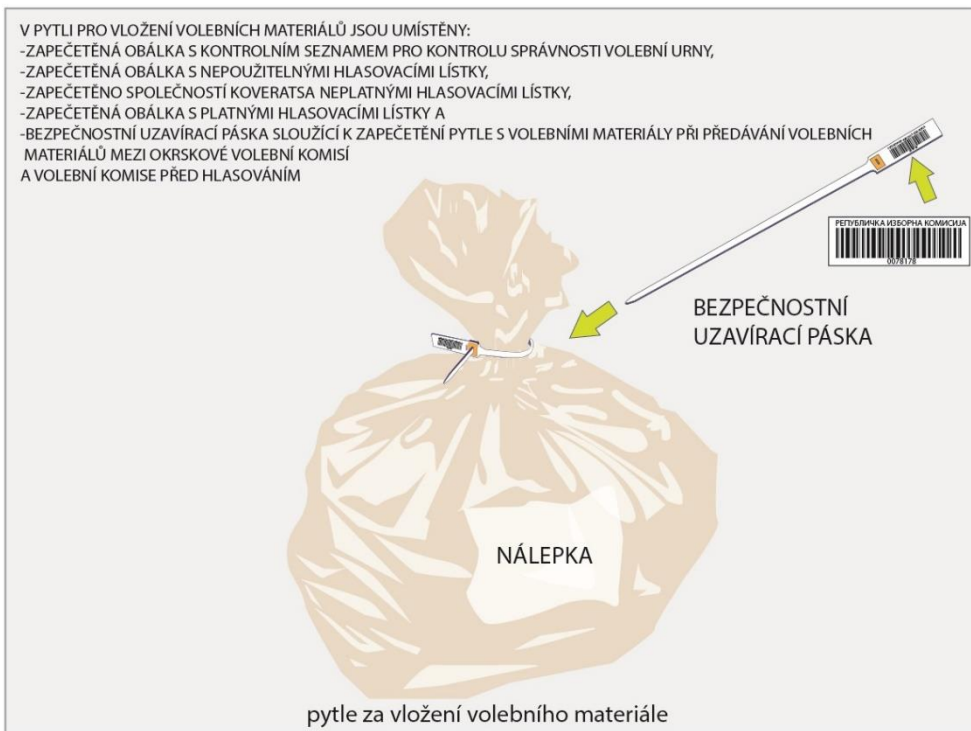 V PYTLI PRO VLOŽENÍ VOLEBNÍCH MATERIÁLŮ JSOU UMÍSTĚNY:
-ZAPEČETĚNÁ OBÁLKA S KONTROLNÍM SEZNAMEM PRO KONTROLU SPRÁVNOSTI VOLEBNÍ URNY,
-ZAPEČETĚNÁ OBÁLKA S NEPOUŽITELNÝMI HLASOVACÍMI LÍSTKY,
-ZAPEČETĚNO SPOLEČNOSTÍ KOVERATSA NEPLATNÝMI HLASOVACÍMI LÍSTKY,
-ZAPEČETĚNÁ OBÁLKA S PLATNÝMI HLASOVACÍMI LÍSTKY A
-BEZPEČNOSTNÍ UZAVÍRACÍ PÁSKA SLOUŽÍCÍ K ZAPEČETĚNÍ PYTLE S VOLEBNÍMI MATERIÁLY PŘI PŘEDÁVÁNÍ VOLEBNÍCH
MATERIÁLŮ MEZI OKRSKOVÉ VOLEBNÍ KOMISÍ
A VOLEBNÍ KOMISE PŘED HLASOVÁNÍM
РЕПУБЛИЧКА ИЗБОРНА КОМИСИЈА
0078178
BEZPEČNOSTNÍ
UZAVÍRACÍ PÁSKA
NÁLEPKA
pytle za vložení volebního materiále